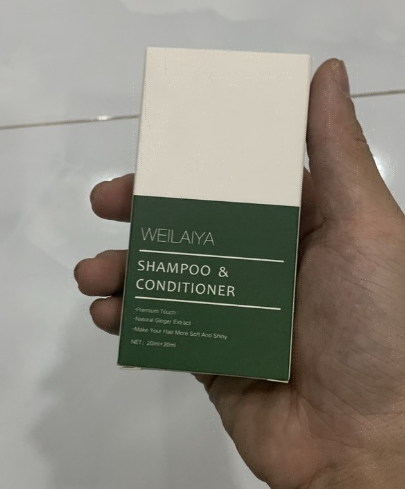 WEILAIYA
SHAMPOO &
CONDITIONER
-Premium Touch
-Natural Ginger Extract
-Make Your Hair More Soft And Shiny
NET: 20ml+20ml